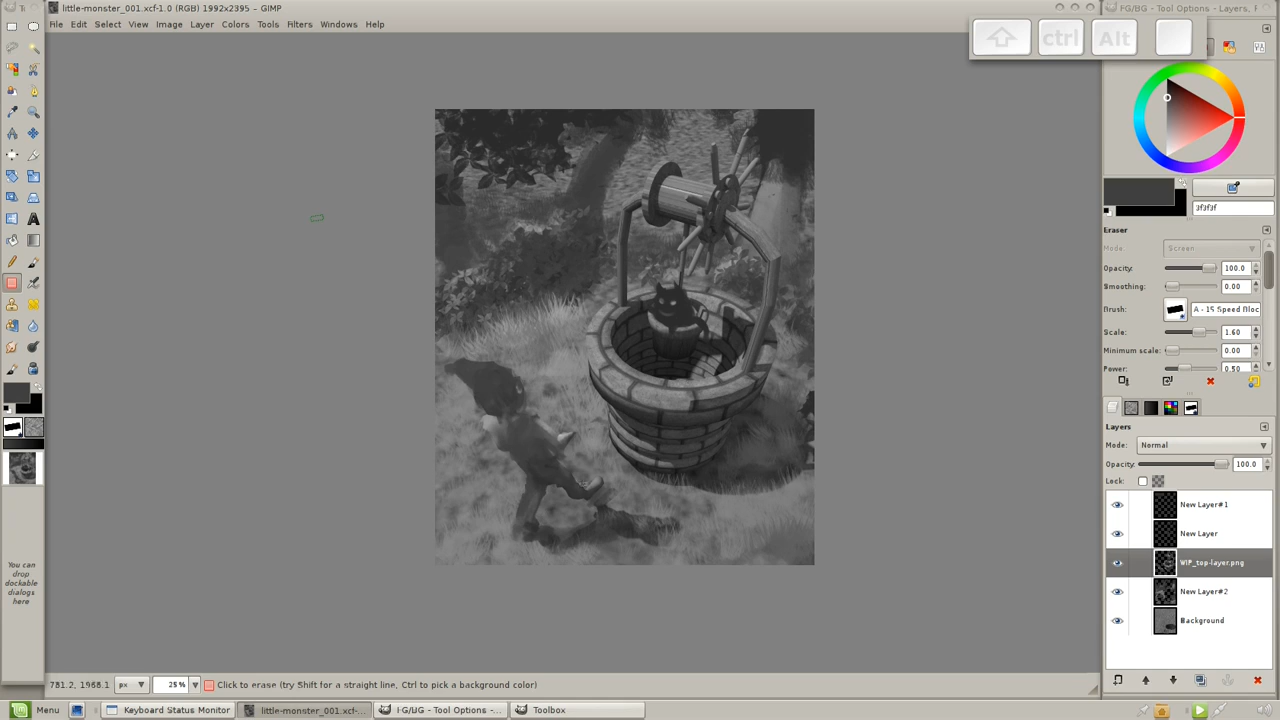 little-monster_001.xcf-1.0 (RGB) 1992x2395 – GIMP
FG/BG - Tool Options - Layers, F
File Edit Select View Image Layer Colors Tools Filters Windows Help
ctrl
Alt
3f3f3f
Eraser
Mode: Screen
Opacity: 100.0
Smoothing: 0.00
Brush: A - 15 Speed Bloc
Scale: 1.60
Minimum scale: 0.00
Power: 0.50
Layers
Mode: Normal
Opacity: 100.0
Lock:
New Layer#1
New Layer
WIP_top-layer.png
New Layer#2
Background
You can
drop
dockable
dialogs
here
px 25% Click to erase (try Shift for a straight line, Ctrl to pick a background color)
Menu Keyboard Status Monitor little-monster_001.xcf-... FG/BG - Tool Options -... Toolbox